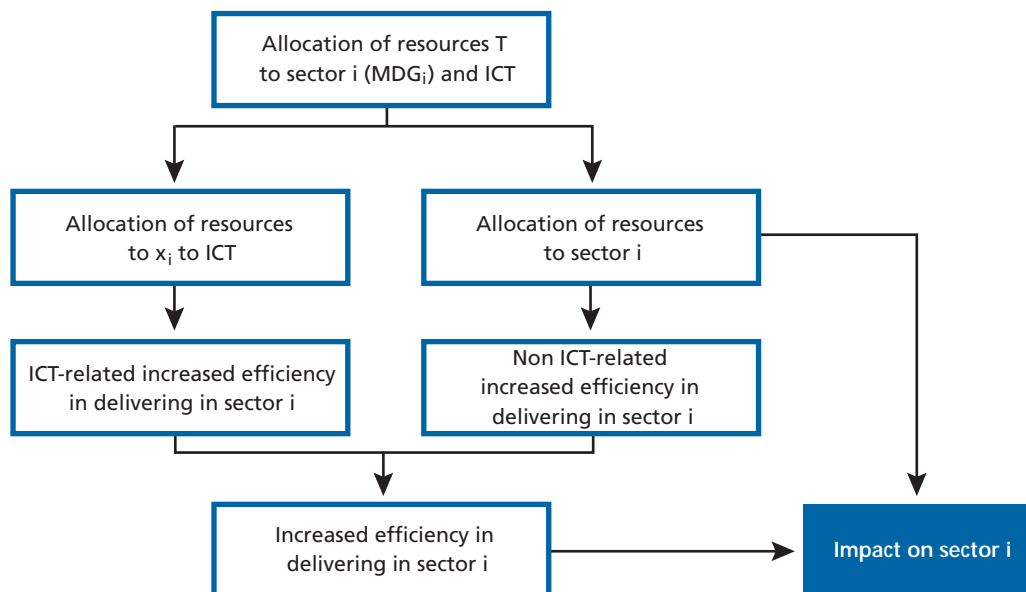 Allocation of resources T
to sector i (MDGi) and ICT
Allocation of resources
to xi to ICT
Allocation of resources
to sector i
ICT-related increased efficiency
in delivering in sector i
Non ICT-related
increased efficiency in
delivering in sector i
Increased efficiency in
delivering in sector i
Impact on sector i